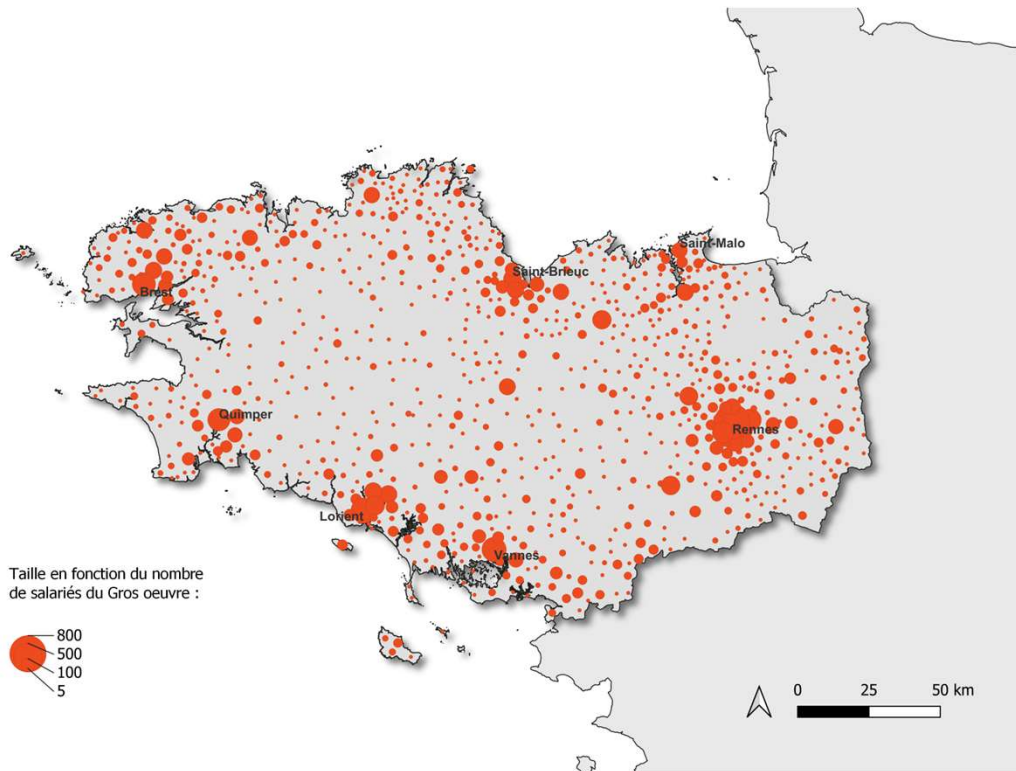 Saint-Malo
Saint-Brieuc
Brest
Quimper
Rennes
Lorient
Vannes
Taille en fonction du nombre
de salariés du Gros oeuvre :
800
500
100
5
0 25 50 km